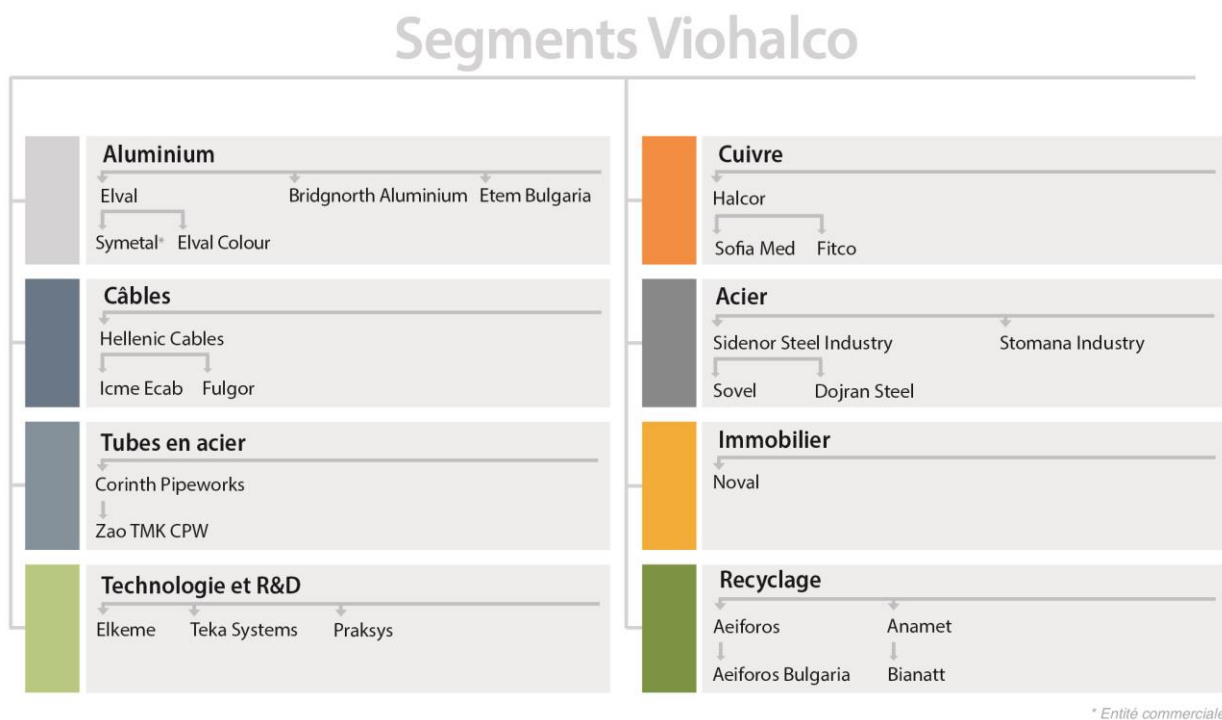 Segments Viohalco
Aluminium
Elval Bridgnorth Aluminium Etem Bulgaria
Symetal* Elval Colour
Câbles
Hellenic Cables
Icme Ecab Fulgor
Tubes en acier
Corinth Pipeworks
Zao TMK CPW
Technologie et R&D
Elkeme Teka Systems Praksys
Cuivre
Halcor
Sofia Med Fitco
Acier
Sidenor Steel Industry Stomana Industry
Sovel Dojran Steel
Immobilier
Noval
Recyclage
Aeiforos Anamet
Aeiforos Bulgaria Bianatt
* Entité commerciale